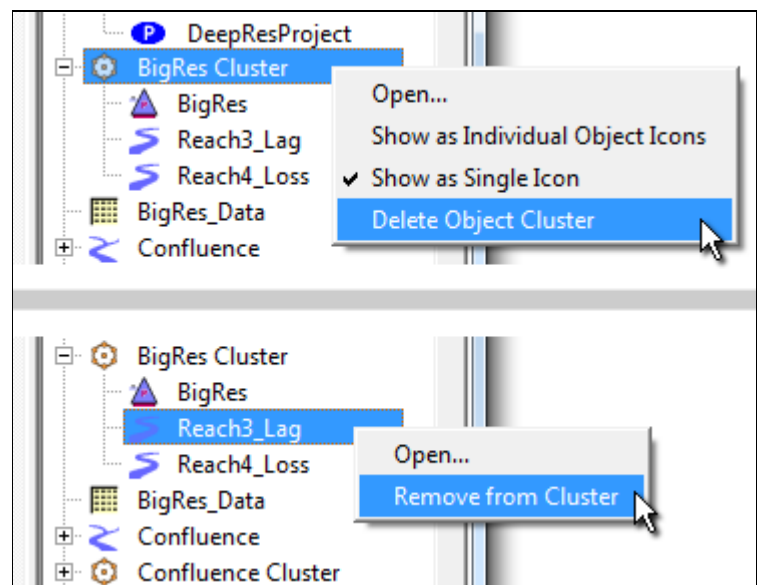 DeepResProject
BigRes Cluster
BigRes
Reach3_Lag
Reach4_Loss
BigRes_Data
Confluence
Open...
Show as Individual Object Icons
Show as Single Icon
Delete Object Cluster
BigRes Cluster
BigRes
Reach3_Lag
Reach4_Loss
BigRes_Data
Confluence
Confluence Cluster
Open...
Remove from Cluster